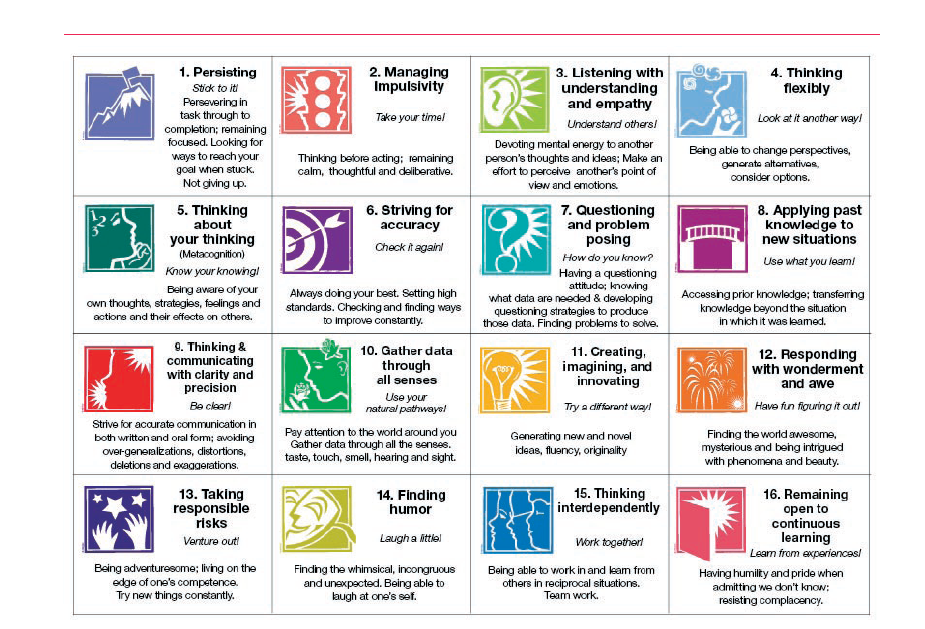 1. Persisting
Stick to it!
Persevering in
task through to
completion; remaining
focused. Looking for
ways to reach your
goal when stuck.
Not giving up.
2. Managing
Impulsivity
Take your time!
Thinking before acting; remaining
calm, thoughtful and deliberative.
3. Listening with
understanding
and empathy
Understand others!
Devoting mental energy to another
person's thoughts and ideas; Make an
effort to perceive another's point of
view and emotions.
4. Thinking
flexibly
Look at it another way!
Being able to change perspectives,
generate alternatives,
consider options.
5. Thinking
about
your thinking
(Metacognition)
Know your knowing!
Being aware of your
own thoughts, strategies, feelings and
actions and their effects on others.
6. Striving for
accuracy
Check it again!
Always doing your best. Setting high
standards. Checking and finding ways
to improve constantly.
7. Questioning
and problem
posing
How do you know?
Having a questioning
attitude; knowing
what data are needed & developing
questioning strategies to produce
those data. Finding problems to solve.
8. Applying past
knowledge to
new situations
Use what you learn!
Accessing prior knowledge; transferring
knowledge beyond the situation
in which it was learned.
9. Thinking &
communicating
with clarity and
precision
Be clear!
Strive for accurate communication in
both written and oral form; avoiding
over-generalizations, distortions,
deletions and exaggerations.
10. Gather data
through
all senses
Use your
natural pathways!
Pay attention to the world around you
Gather data through all the senses.
taste, touch, smell, hearing and sight.
11. Creating,
imagining, and
innovating
Try a different way!
Generating new and novel
ideas, fluency, originality
12. Responding
with wonderment
and awe
Have fun figuring it out!
Finding the world awesome,
mysterious and being intrigued
with phenomena and beauty.
13. Taking
responsible
risks
Venture out!
Being adventuresome; living on the
edge of one's competence.
Try new things constantly.
14. Finding
humor
Laugh a little!
Finding the whimsical, incongruous
and unexpected. Being able to
laugh at one's self.
15. Thinking
interdependently
Work together!
Being able to work in and learn from
others in reciprocal situations.
Team work.
16. Remaining
open to
continuous
learning
Learn from experiences!
Having humility and pride when
admitting we don't know;
resisting complacency.